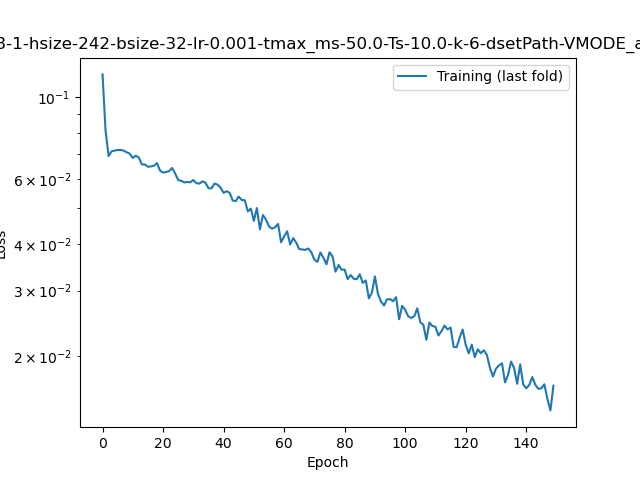 3-1-hsize-242-bsize-32-lr-0.001-tmax_ms-50.0-Ts-10.0-k-6-dsetPath-VMODE_a
Training (last fold)
10⁻¹
6 × 10⁻²
4 × 10⁻²
3 × 10⁻²
2 × 10⁻²
Loss
0 20 40 60 80 100 120 140
Epoch